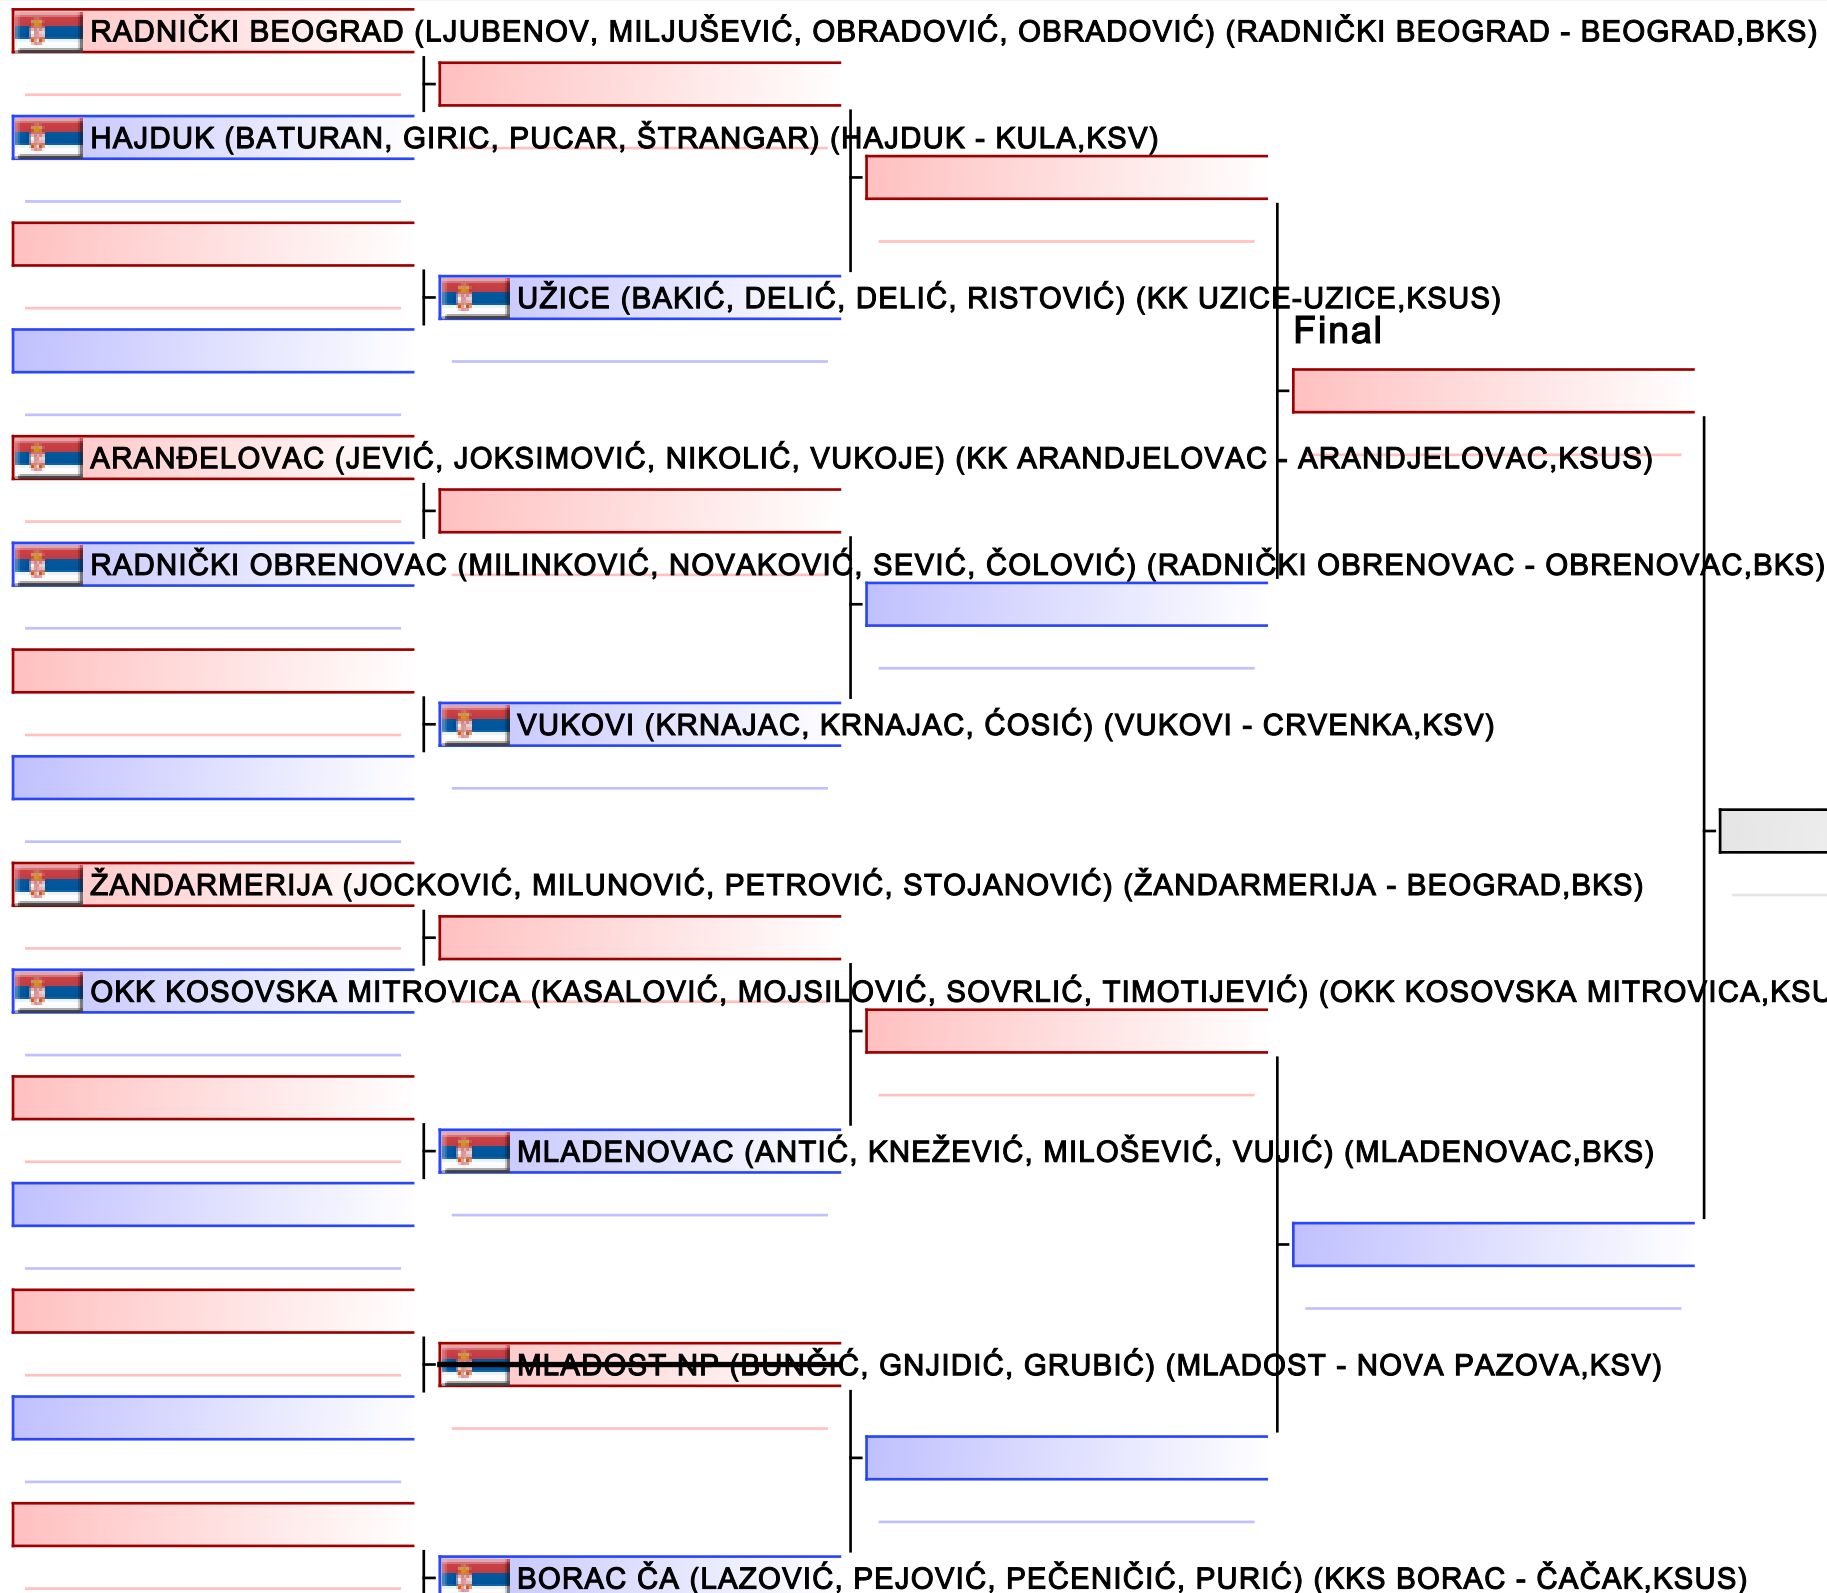 RADNIČKI BEOGRAD (LJUBENOV, MILJUŠEVIĆ, OBRADOVIĆ, OBRADOVIĆ) (RADNIČKI BEOGRAD - BEOGRAD,BKS)
HAJDUK (BATURAN, GIRIC, PUCAR, ŠTRANGAR) (HAJDUK - KULA,KSV)
UŽICE (BAKIĆ, DELIĆ, DELIĆ, RISTOVIĆ) (KK UZICE-UZICE,KSUS)
Final
ARANĐELOVAC (JEVIĆ, JOKSIMOVIĆ, NIKOLIĆ, VUKOJE) (KK ARANDJELOVAC - ARANDJELOVAC,KSUS)
RADNIČKI OBRENOVAC (MILINKOVIĆ, NOVAKOVIĆ, SEVIĆ, ČOLOVIĆ) (RADNIČKI OBRENOVAC - OBRENOVAC,BKS)
VUKOVI (KRNAJAC, KRNAJAC, ĆOSIĆ) (VUKOVI - CRVENKA,KSV)
ŽANDARMERIJA (JOCKOVIĆ, MILUNOVIĆ, PETROVIĆ, STOJANOVIĆ) (ŽANDARMERIJA - BEOGRAD,BKS)
OKK KOSOVSKA MITROVICA (KASALOVIĆ, MOJSILOVIĆ, SOVRLIĆ, TIMOTIJEVIĆ) (OKK KOSOVSKA MITROVICA,KSU
MLADENOVAC (ANTIĆ, KNEŽEVIĆ, MILOŠEVIĆ, VUJIĆ) (MLADENOVAC,BKS)
MLADOST NP (BUNČIĆ, GNJIDIĆ, GRUBIĆ) (MLADOST - NOVA PAZOVA,KSV)
BORAC ČA (LAZOVIĆ, PEJOVIĆ, PEČENIČIĆ, PURIĆ) (KKS BORAC - ČAČAK,KSUS)